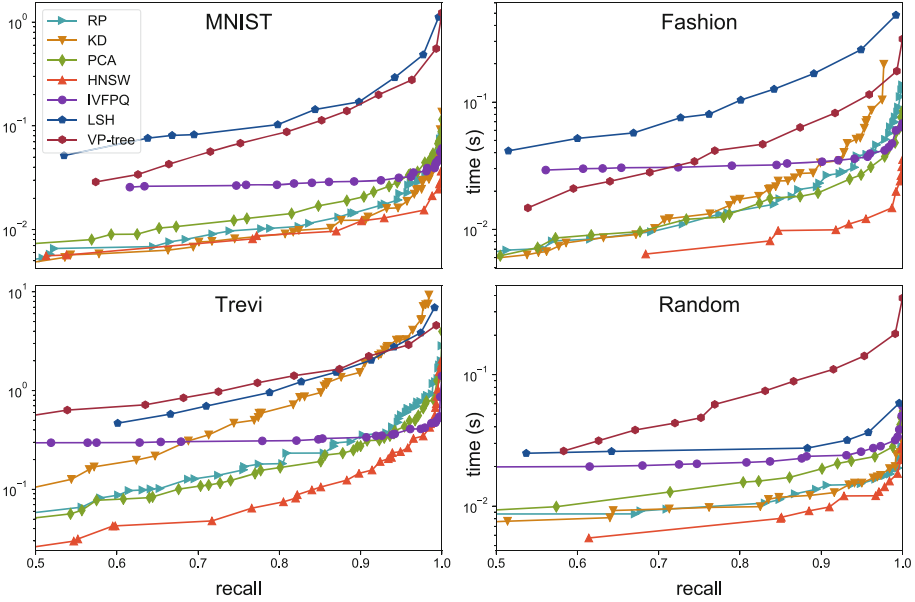 MNIST
10⁰
10⁻¹
10⁻²
RP
KD
PCA
HNSW
IVFPQ
LSH
VP-tree
Fashion
time (s)
10⁻¹
10⁻²
Trevi
10¹
10⁰
10⁻¹
0.5 0.6 0.7 0.8 0.9 1.0
recall
Random
time (s)
10⁻¹
10⁻²
0.5 0.6 0.7 0.8 0.9 1.0
recall